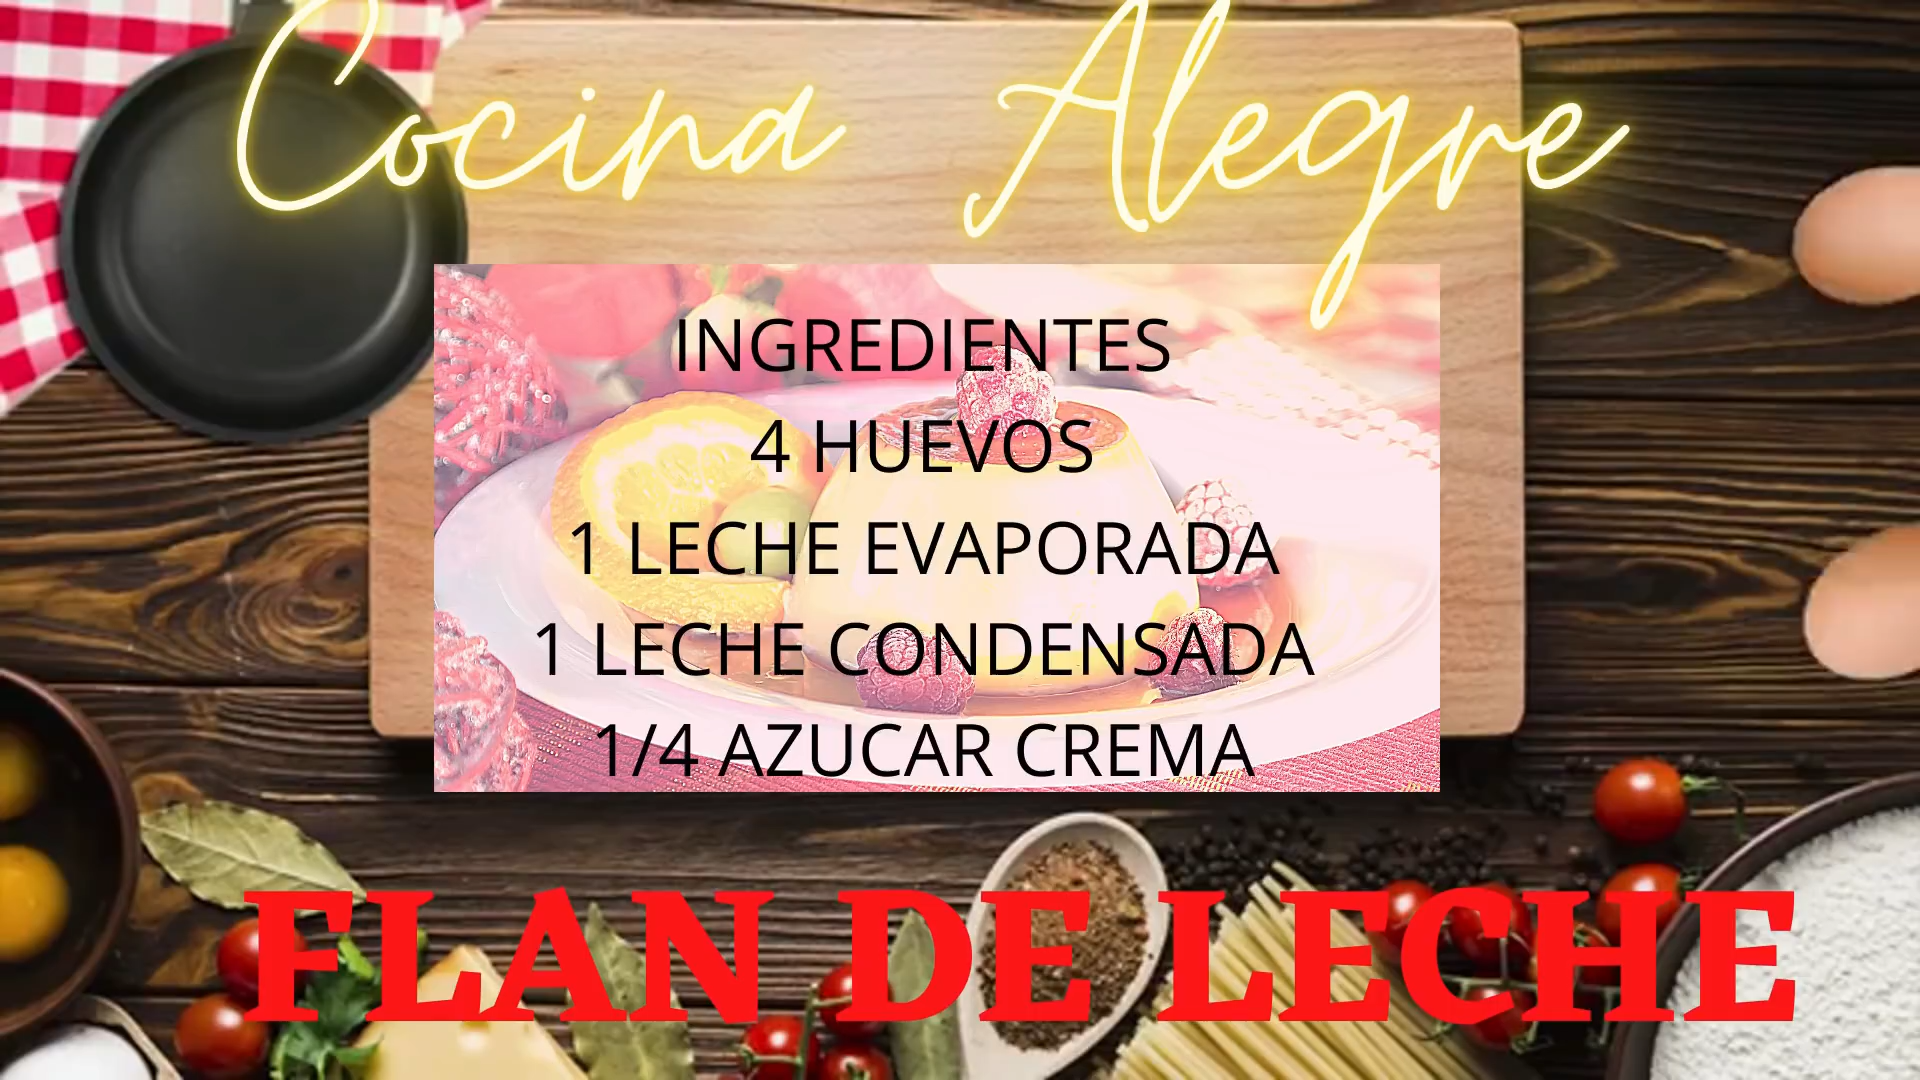 Cocina Alegre
INGREDIENTES
4 HUEVOS
1 LECHE EVAPORADA
1 LECHE CONDENSADA
1/4 AZUCAR CREMA
FLAN DE LECHE